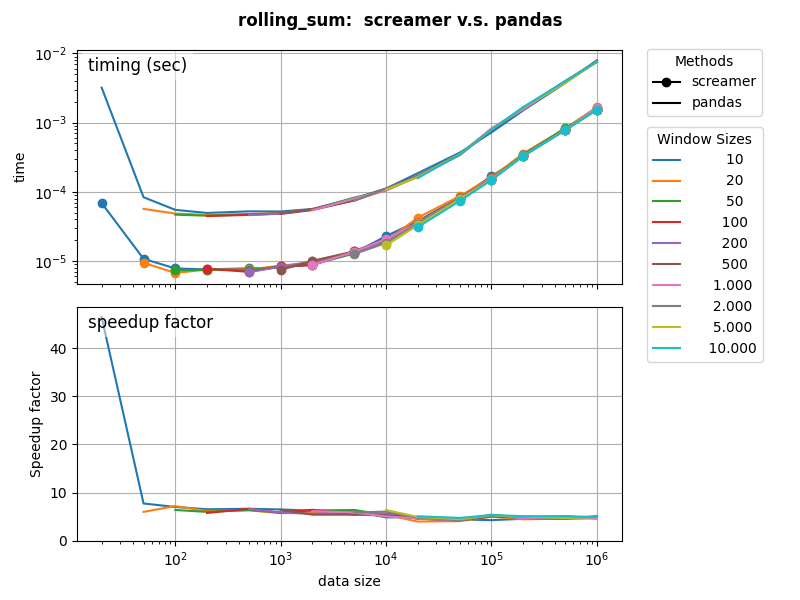 rolling_sum:  screamer v.s. pandas
timing (sec)
10⁻²
10⁻³
10⁻⁴
10⁻⁵
time
Methods
screamer
pandas
Window Sizes
10
20
50
100
200
500
1.000
2.000
5.000
10.000
speedup factor
40
30
20
10
0
Speedup factor
10² 10³ 10⁴ 10⁵ 10⁶
data size